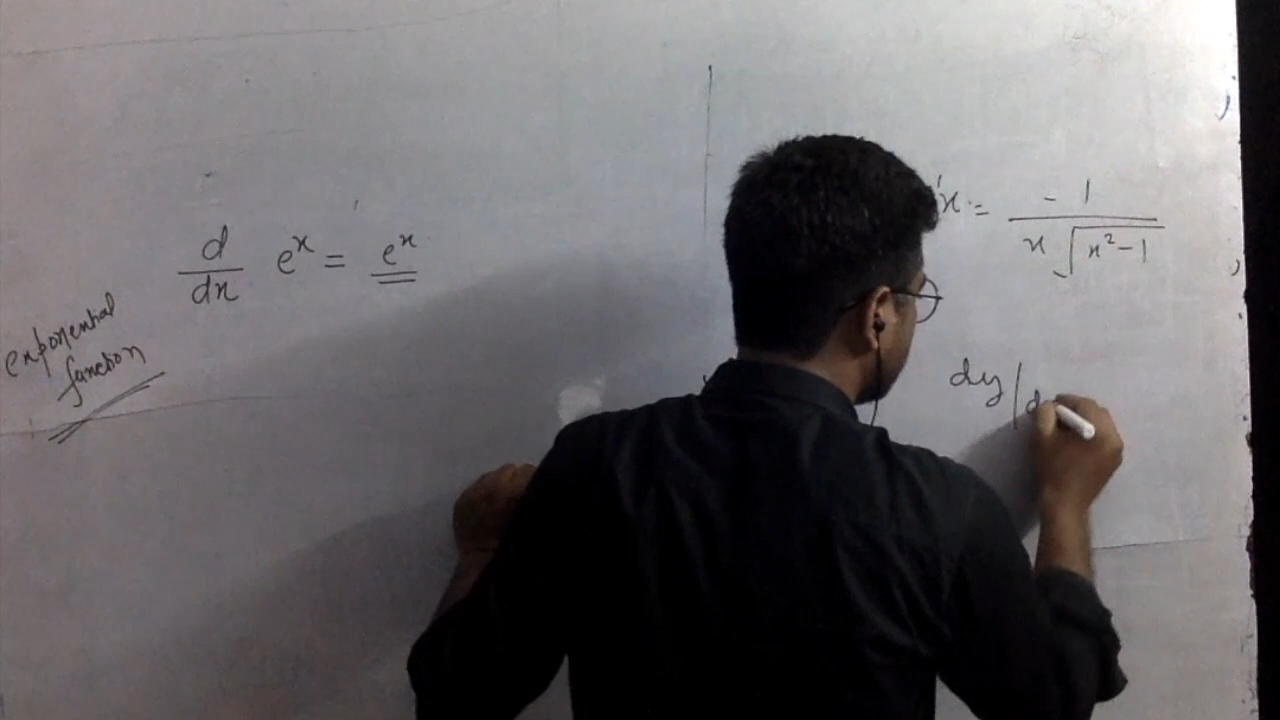 d/dx e^x = e^x
exponential
function
x = -1/(x√(x²-1))
dy/d